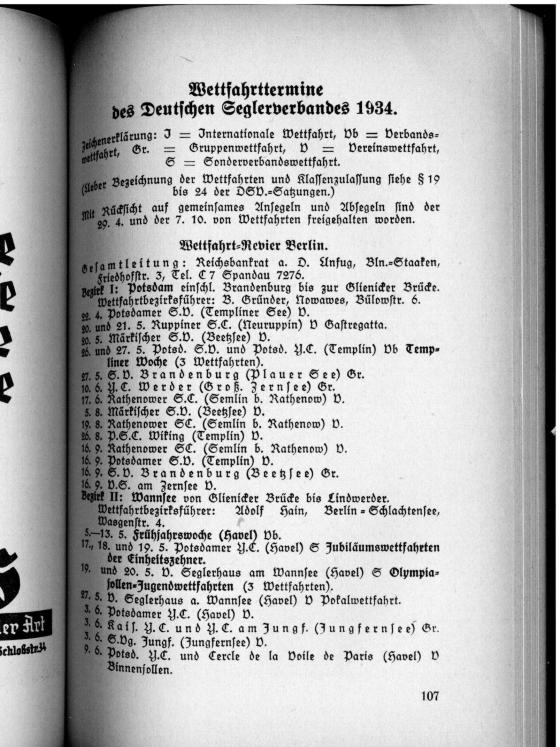 Wettfahrttermine
des Deutschen Seglerverbandes 1934.
Zeichenerklärung: I = Internationale Wettfahrt, Vb = Verbands-
wettfahrt, Gr. = Gruppenwettfahrt, V = Vereinswettfahrt,
S = Sonderverbandswettfahrt.
(Ueber Bezeichnung der Wettfahrten und Klassenzulassung siehe § 19
bis 24 der DSV.=Satzungen.)
Mit Rücksicht auf gemeinsames Ansegeln und Absegeln sind der
29. 4. und der 7. 10. von Wettfahrten freigehalten worden.
Wettfahrt=Revier Berlin.
Gesamtleitung: Reichsbankrat a. D. Unfug, Bln.=Staaken,
Friedhofstr. 3, Tel. C 7 Spandau 7276.
Bezirk I: Potsdam einschl. Brandenburg bis zur Glienicker Brücke.
Wettfahrtbezirksführer: B. Gründer, Nowawes, Bülowstr. 6.
22. 4. Potsdamer S.V. (Templiner See) V.
20. und 21. 5. Ruppiner S.C. (Neuruppin) V Gastregatta.
20. 5. Märkischer S.V. (Beetzsee) V.
26. und 27. 5. Potsd. S.V. und Potsd. Y.C. (Templin) Vb Temp-
liner Woche (3 Wettfahrten).
27. 5. S.V. Brandenburg (Plauer See) Gr.
10. 6. Y.C. Werder (Groß. Zernsee) Gr.
17. 6. Rathenower S.C. (Semlin b. Rathenow) V.
5. 8. Märkischer S.V. (Beetzsee) V.
19. 8. Rathenower SC. (Semlin b. Rathenow) V.
26. 8. P.S.C. Wiking (Templin) V.
16. 9. Rathenower SC. (Semlin b. Rathenow) V.
16. 9. Potsdamer S.V. (Templin) V.
16. 9. S.V. Brandenburg (Beetzsee) Gr.
16. 9. V.S. am Zernsee V.
Bezirk II: Wannsee von Glienicker Brücke bis Lindwerder.
Wettfahrtbezirksführer: Adolf Hain, Berlin=Schlachtensee,
Wasgenstr. 4.
5.—13. 5. Frühjahrswoche (Havel) Vb.
17., 18. und 19. 5. Potsdamer Y.C. (Havel) S Jubiläumswettfahrten
der Einheitszehner.
19. und 20. 5. V. Seglerhaus am Wannsee (Havel) S Olympia-
jollen=Jugendwettfahrten (3 Wettfahrten).
27. 5. V. Seglerhaus a. Wannsee (Havel) V Pokalwettfahrt.
3. 6. Potsdamer Y.C. (Havel) V.
3. 6. Kais. Y.C. und Y.C. am Jungf. (Jungfernsee) Gr.
3. 6. S.Vg. Jungf. (Jungfernsee) V.
9. 6. Potsd. Y.C. und Cercle de la Voile de Paris (Havel) V
Binnenjollen.
107
der Art
Schloßstr. 34